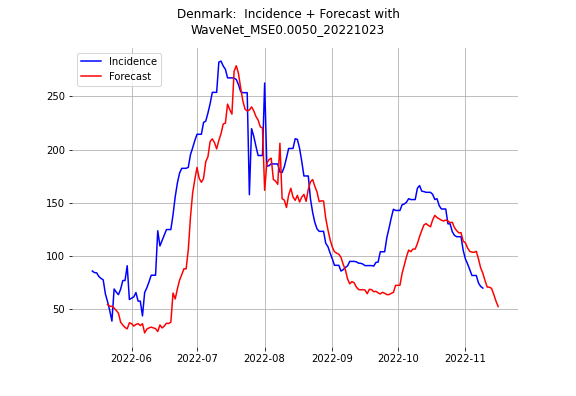 Denmark:  Incidence + Forecast with
WaveNet_MSE0.0050_20221023
Incidence
Forecast
250
200
150
100
50
2022-06
2022-07
2022-08
2022-09
2022-10
2022-11